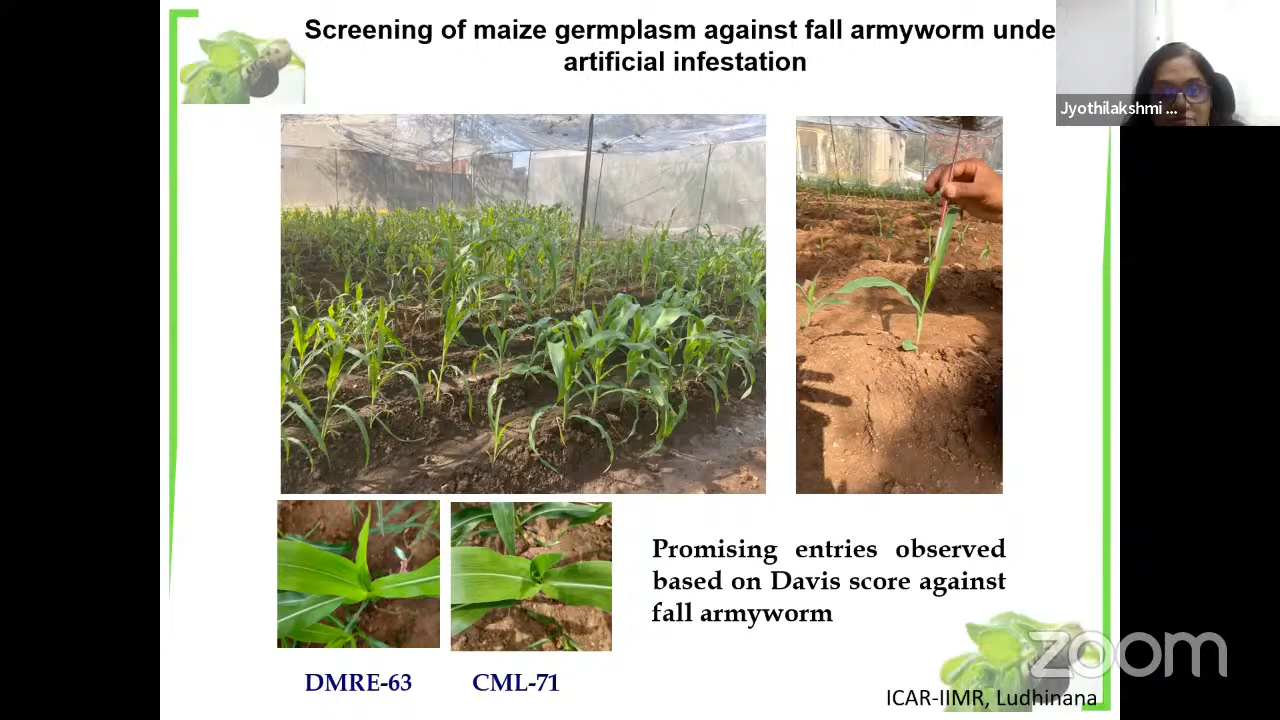 Screening of maize germplasm against fall armyworm unde
artificial infestation
Jyothilakshmi ...
Promising entries observed
based on Davis score against
fall armyworm
DMRE-63
CML-71
zoom
ICAR-IIMR, Ludhinana